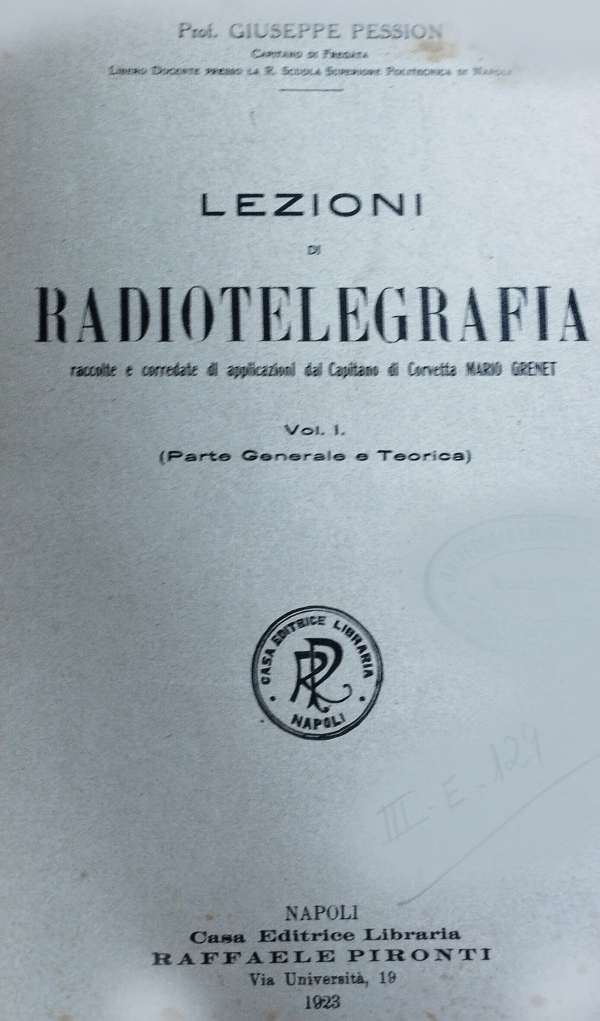 Prof. GIUSEPPE PESSION
CAPITANO DI FREGATA
LIBERO DOCENTE PRESSO LA R. SCUOLA SUPERIORE POLITECNICA DI NAPOLI
LEZIONI
DI
RADIOTELEGRAFIA
raccolte e corredate di applicazioni dal Capitano di Corvetta MARIO GRENET
Vol. I.
(Parte Generale e Teorica)
CASA EDITRICE LIBRARIA
NAPOLI
III - E - 129
NAPOLI
Casa Editrice Libraria
RAFFAELE PIRONTI
Via Università, 19
1923